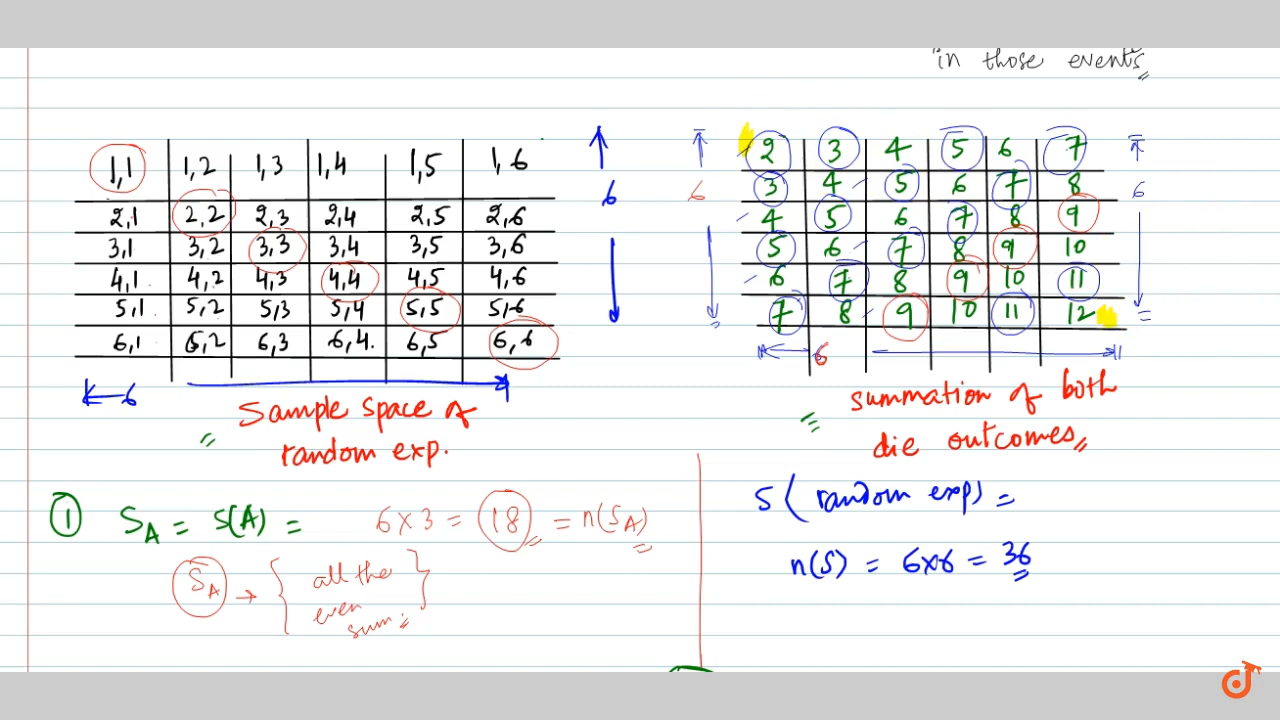 in those events
1,1 1,2 1,3 1,4 1,5 1,6
2,1 2,2 2,3 2,4 2,5 2,6
3,1 3,2 3,3 3,4 3,5 3,6
4,1 4,2 4,3 4,4 4,5 4,6
5,1 5,2 5,3 5,4 5,5 5,6
6,1 6,2 6,3 6,4. 6,5 6,6
6
6
Sample space of
random exp.
2 3 4 5 6 7
3 4 5 6 7 8
4 5 6 7 8 9
5 6 7 8 9 10
6 7 8 9 10 11
7 8 9 10 11 12
6
6
6
= summation of both
die outcomes
1 SA = S(A) = 6×3 = 18 = n(SA)
SA → { all the
even
sum. }
S ( random exp) =
n(S) = 6×6 = 36
d